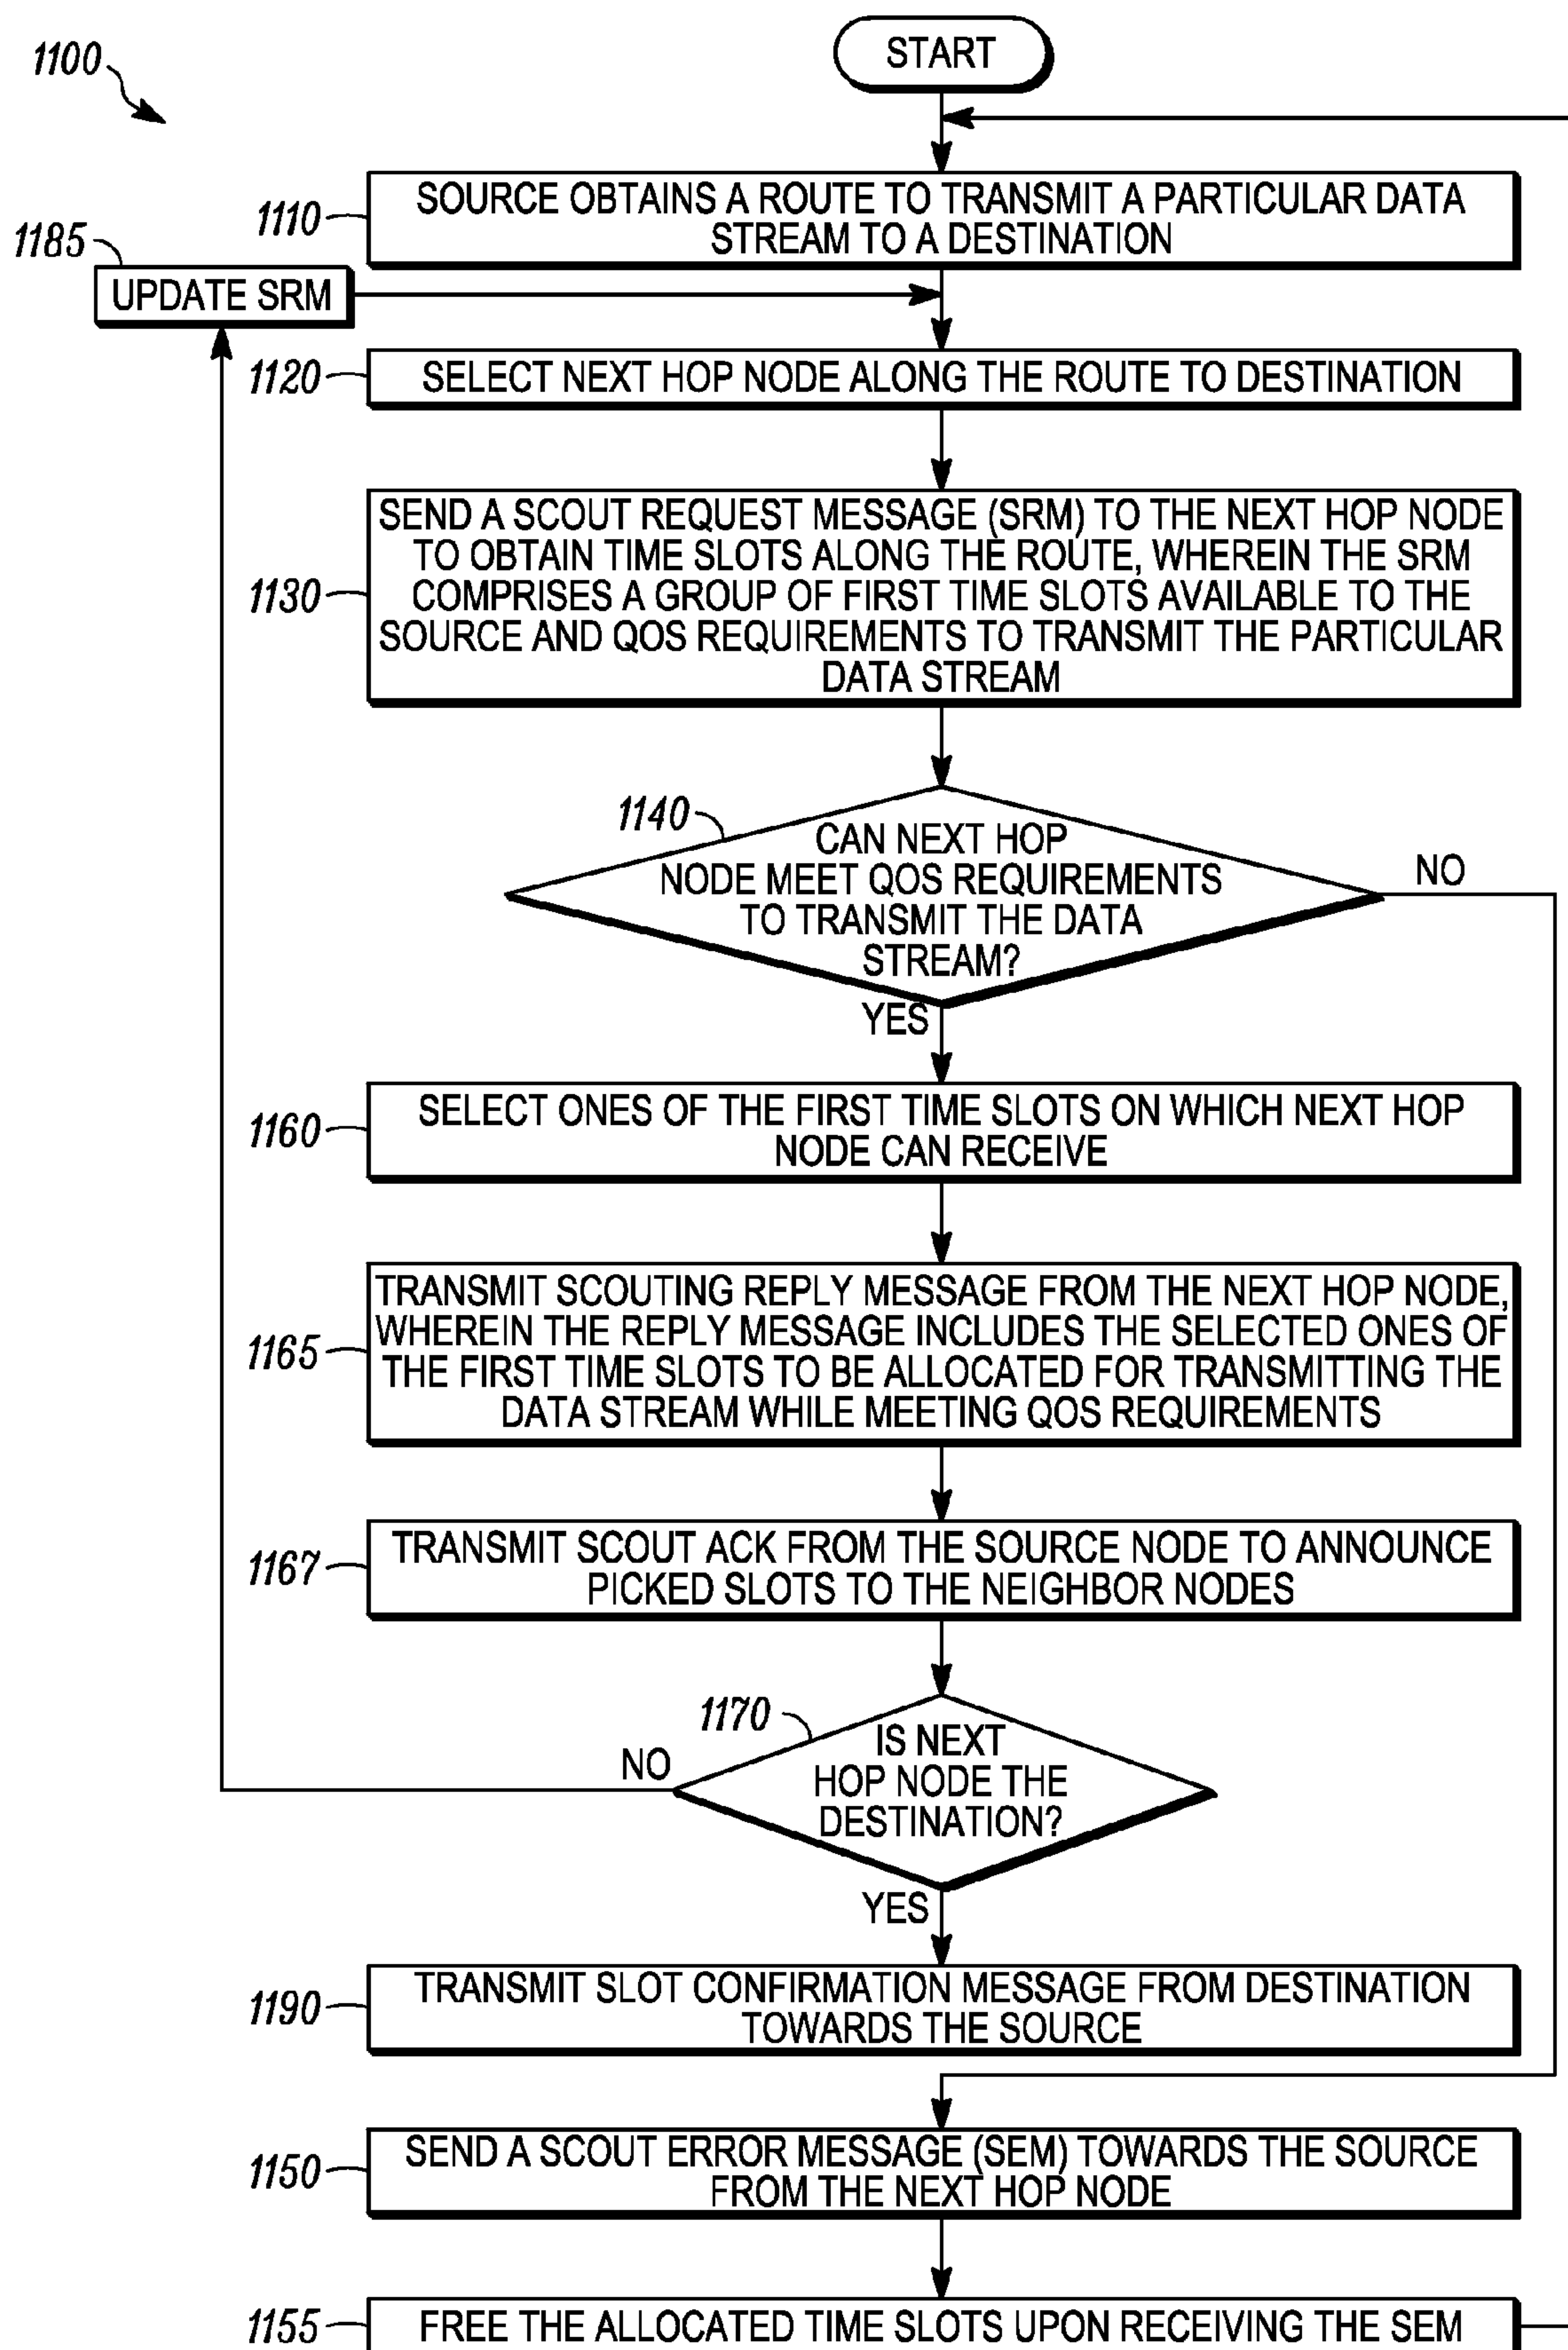 1100
START
1110
SOURCE OBTAINS A ROUTE TO TRANSMIT A PARTICULAR DATA
STREAM TO A DESTINATION
1185
UPDATE SRM
1120
SELECT NEXT HOP NODE ALONG THE ROUTE TO DESTINATION
1130
SEND A SCOUT REQUEST MESSAGE (SRM) TO THE NEXT HOP NODE
TO OBTAIN TIME SLOTS ALONG THE ROUTE, WHEREIN THE SRM
COMPRISES A GROUP OF FIRST TIME SLOTS AVAILABLE TO THE
SOURCE AND QOS REQUIREMENTS TO TRANSMIT THE PARTICULAR
DATA STREAM
1140
CAN NEXT HOP
NODE MEET QOS REQUIREMENTS
TO TRANSMIT THE DATA
STREAM?
NO
YES
1160
SELECT ONES OF THE FIRST TIME SLOTS ON WHICH NEXT HOP
NODE CAN RECEIVE
1165
TRANSMIT SCOUTING REPLY MESSAGE FROM THE NEXT HOP NODE,
WHEREIN THE REPLY MESSAGE INCLUDES THE SELECTED ONES OF
THE FIRST TIME SLOTS TO BE ALLOCATED FOR TRANSMITTING THE
DATA STREAM WHILE MEETING QOS REQUIREMENTS
1167
TRANSMIT SCOUT ACK FROM THE SOURCE NODE TO ANNOUNCE
PICKED SLOTS TO THE NEIGHBOR NODES
1170
IS NEXT
HOP NODE THE
DESTINATION?
NO
YES
1190
TRANSMIT SLOT CONFIRMATION MESSAGE FROM DESTINATION
TOWARDS THE SOURCE
1150
SEND A SCOUT ERROR MESSAGE (SEM) TOWARDS THE SOURCE
FROM THE NEXT HOP NODE
1155
FREE THE ALLOCATED TIME SLOTS UPON RECEIVING THE SEM